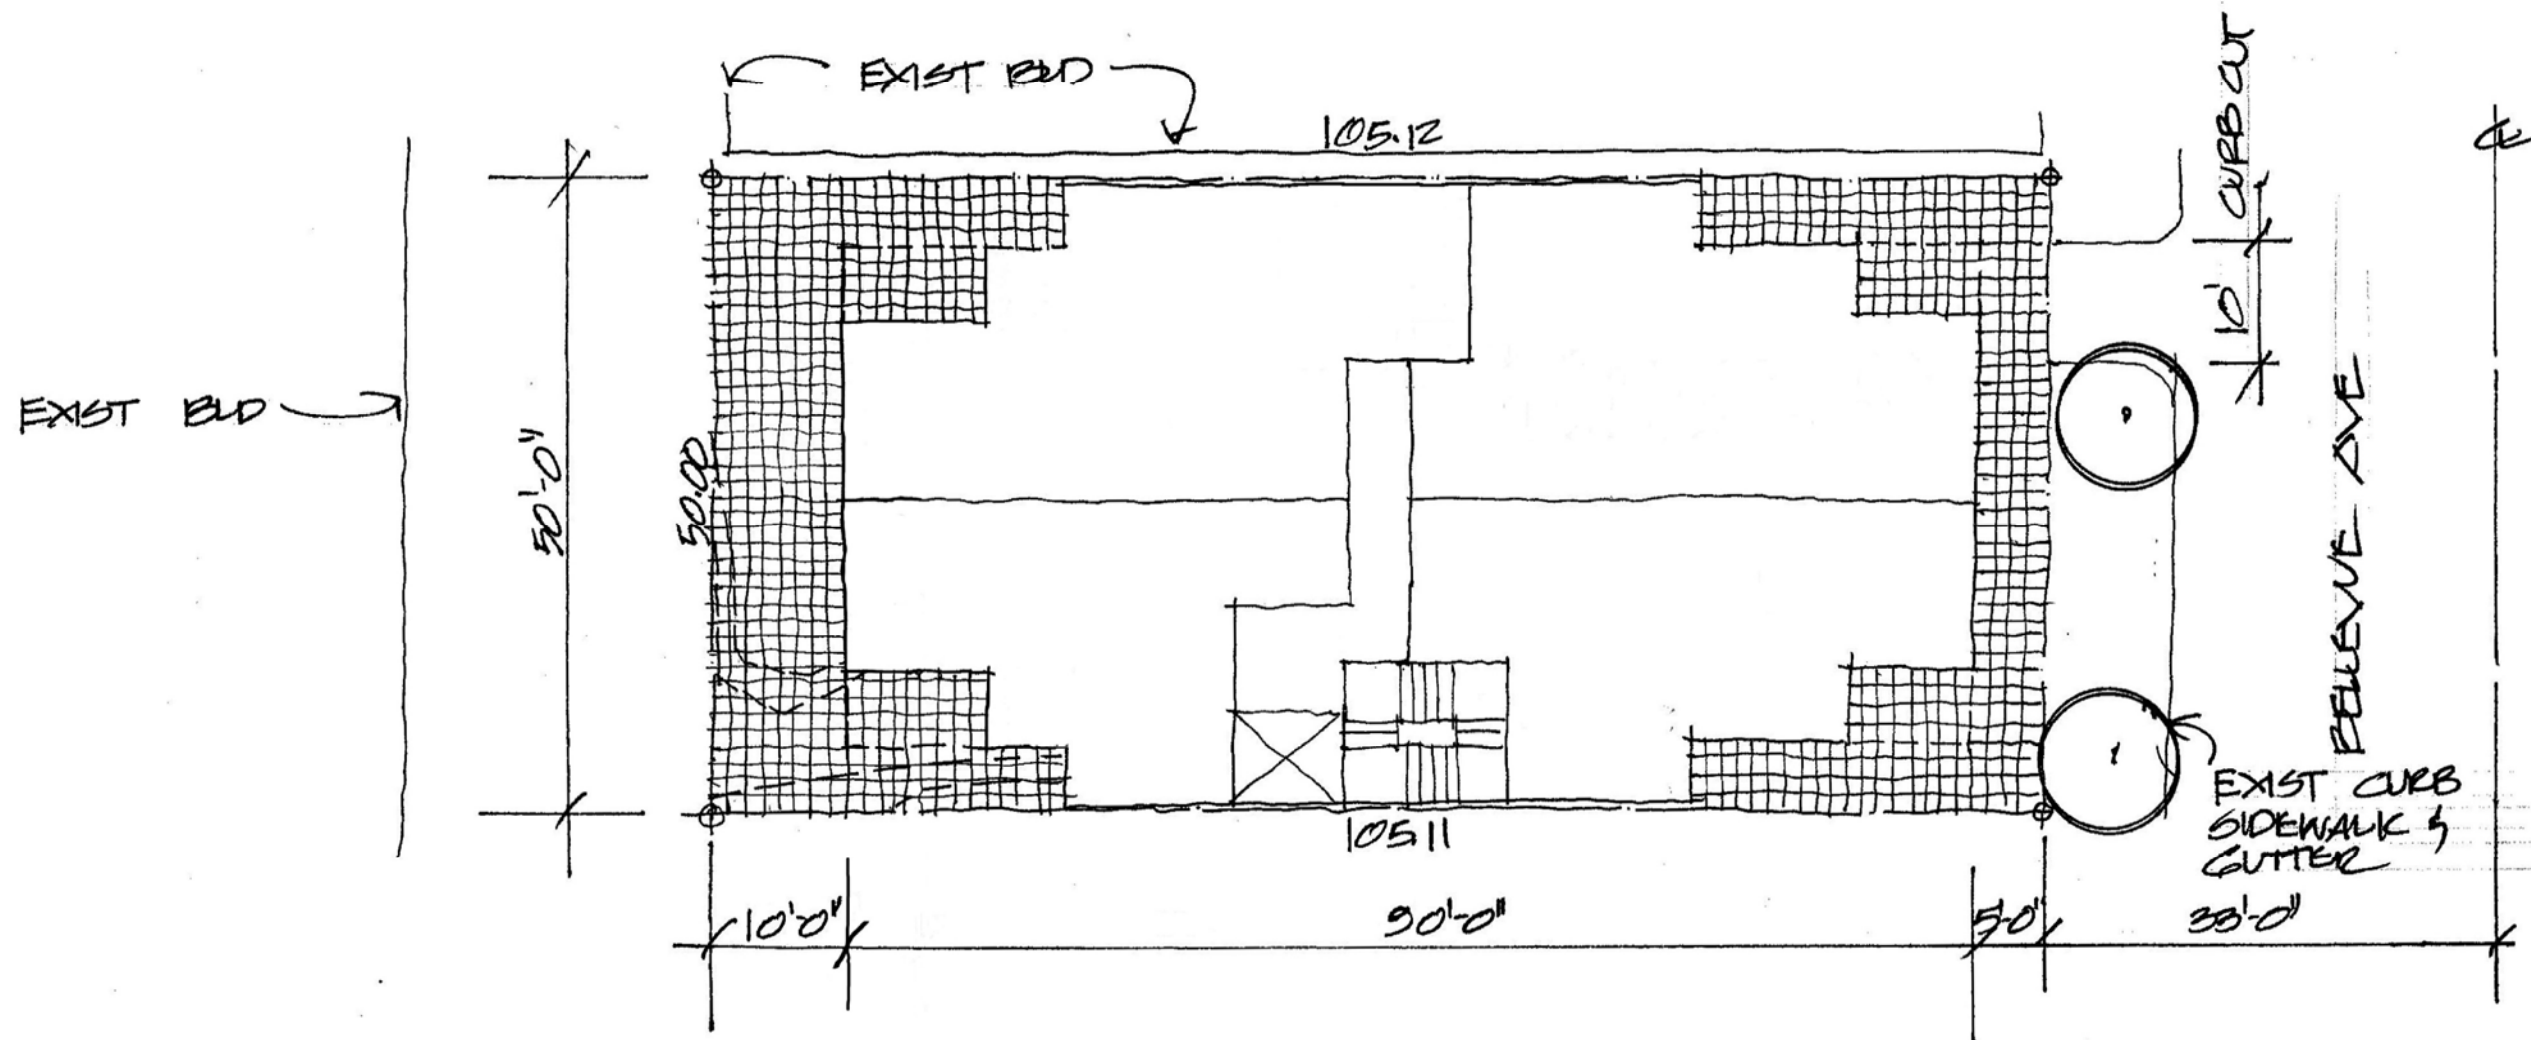 EXIST BLD
105.12
CURB CUT
℄
10'
EXIST BLD
50'-0"
50.00
BELLEVUE AVE
EXIST CURB
SIDEWALK &
GUTTER
105.11
10'-0"
90'-0"
5'-0"
33'-0"